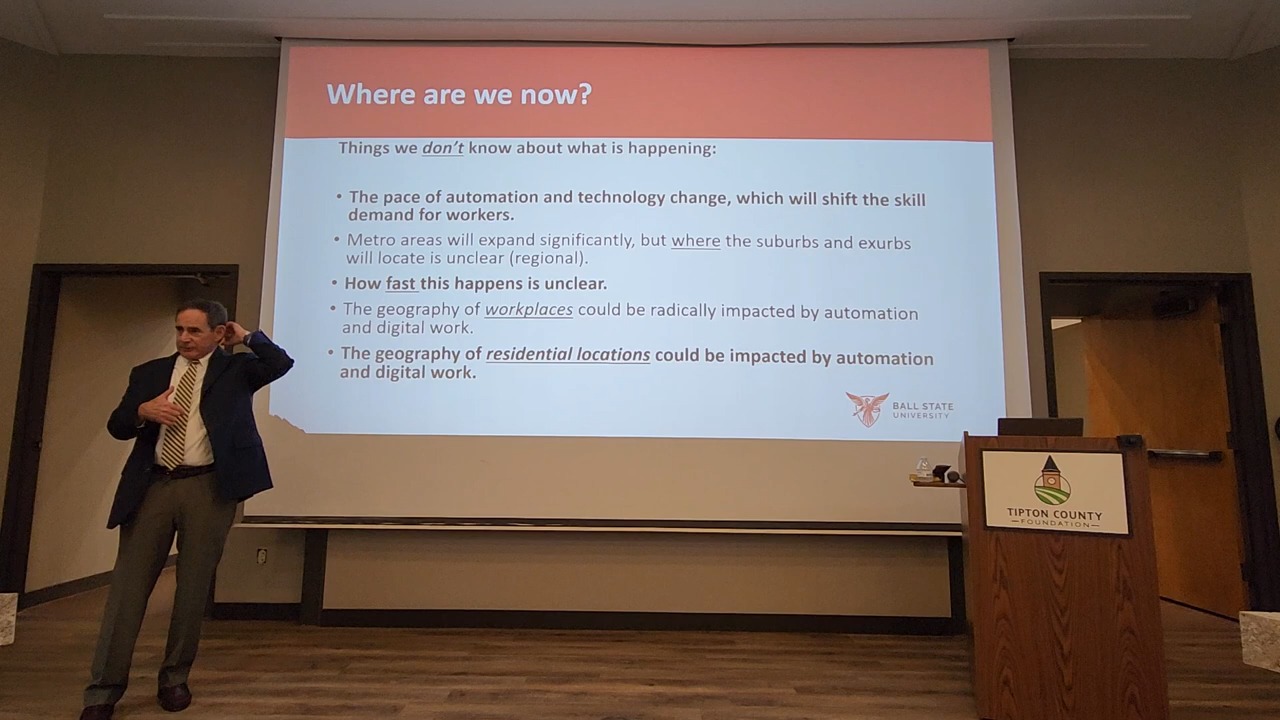 Where are we now?
Things we don't know about what is happening:
• The pace of automation and technology change, which will shift the skill
demand for workers.
• Metro areas will expand significantly, but where the suburbs and exurbs
will locate is unclear (regional).
• How fast this happens is unclear.
• The geography of workplaces could be radically impacted by automation
and digital work.
• The geography of residential locations could be impacted by automation
and digital work.
BALL STATE
UNIVERSITY
TIPTON COUNTY
FOUNDATION